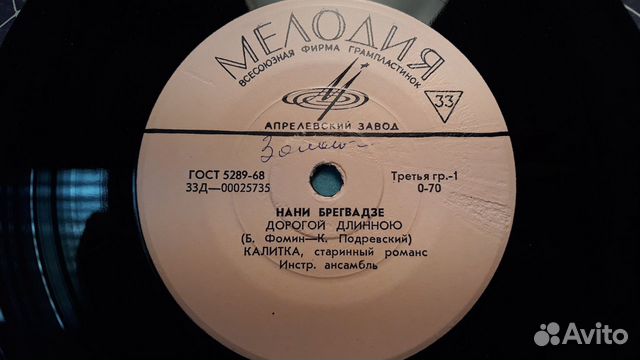 МЕЛОДИЯ
ВСЕСОЮЗНАЯ ФИРМА ГРАМПЛАСТИНОК
33
АПРЕЛЕВСКИЙ ЗАВОД
ГОСТ 5289-68
33Д—00025735
Третья гр.-1
0-70
НАНИ БРЕГВАДЗЕ
ДОРОГОЙ ДЛИННОЮ
(Б. Фомин—К. Подревский)
КАЛИТКА, старинный романс
Инстр. ансамбль
Avito